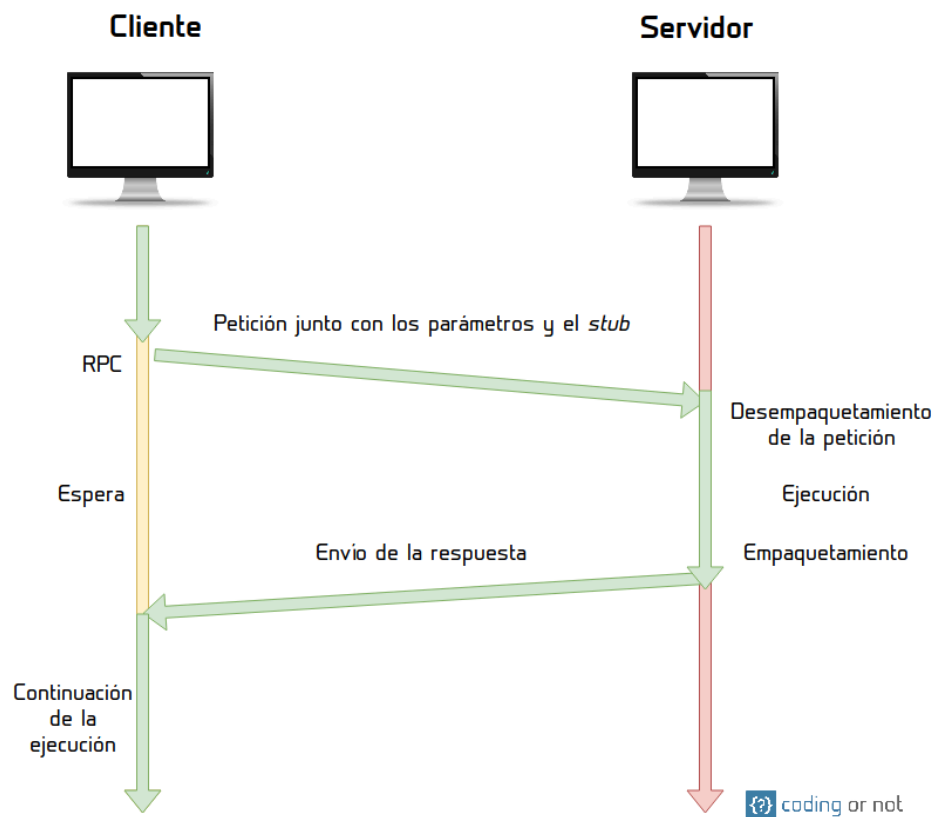 Cliente
Servidor
Petición junto con los parámetros y el stub
RPC
Desempaquetamiento
de la petición
Espera
Ejecución
Envío de la respuesta
Empaquetamiento
Continuación
de la
ejecución
{?} coding or not